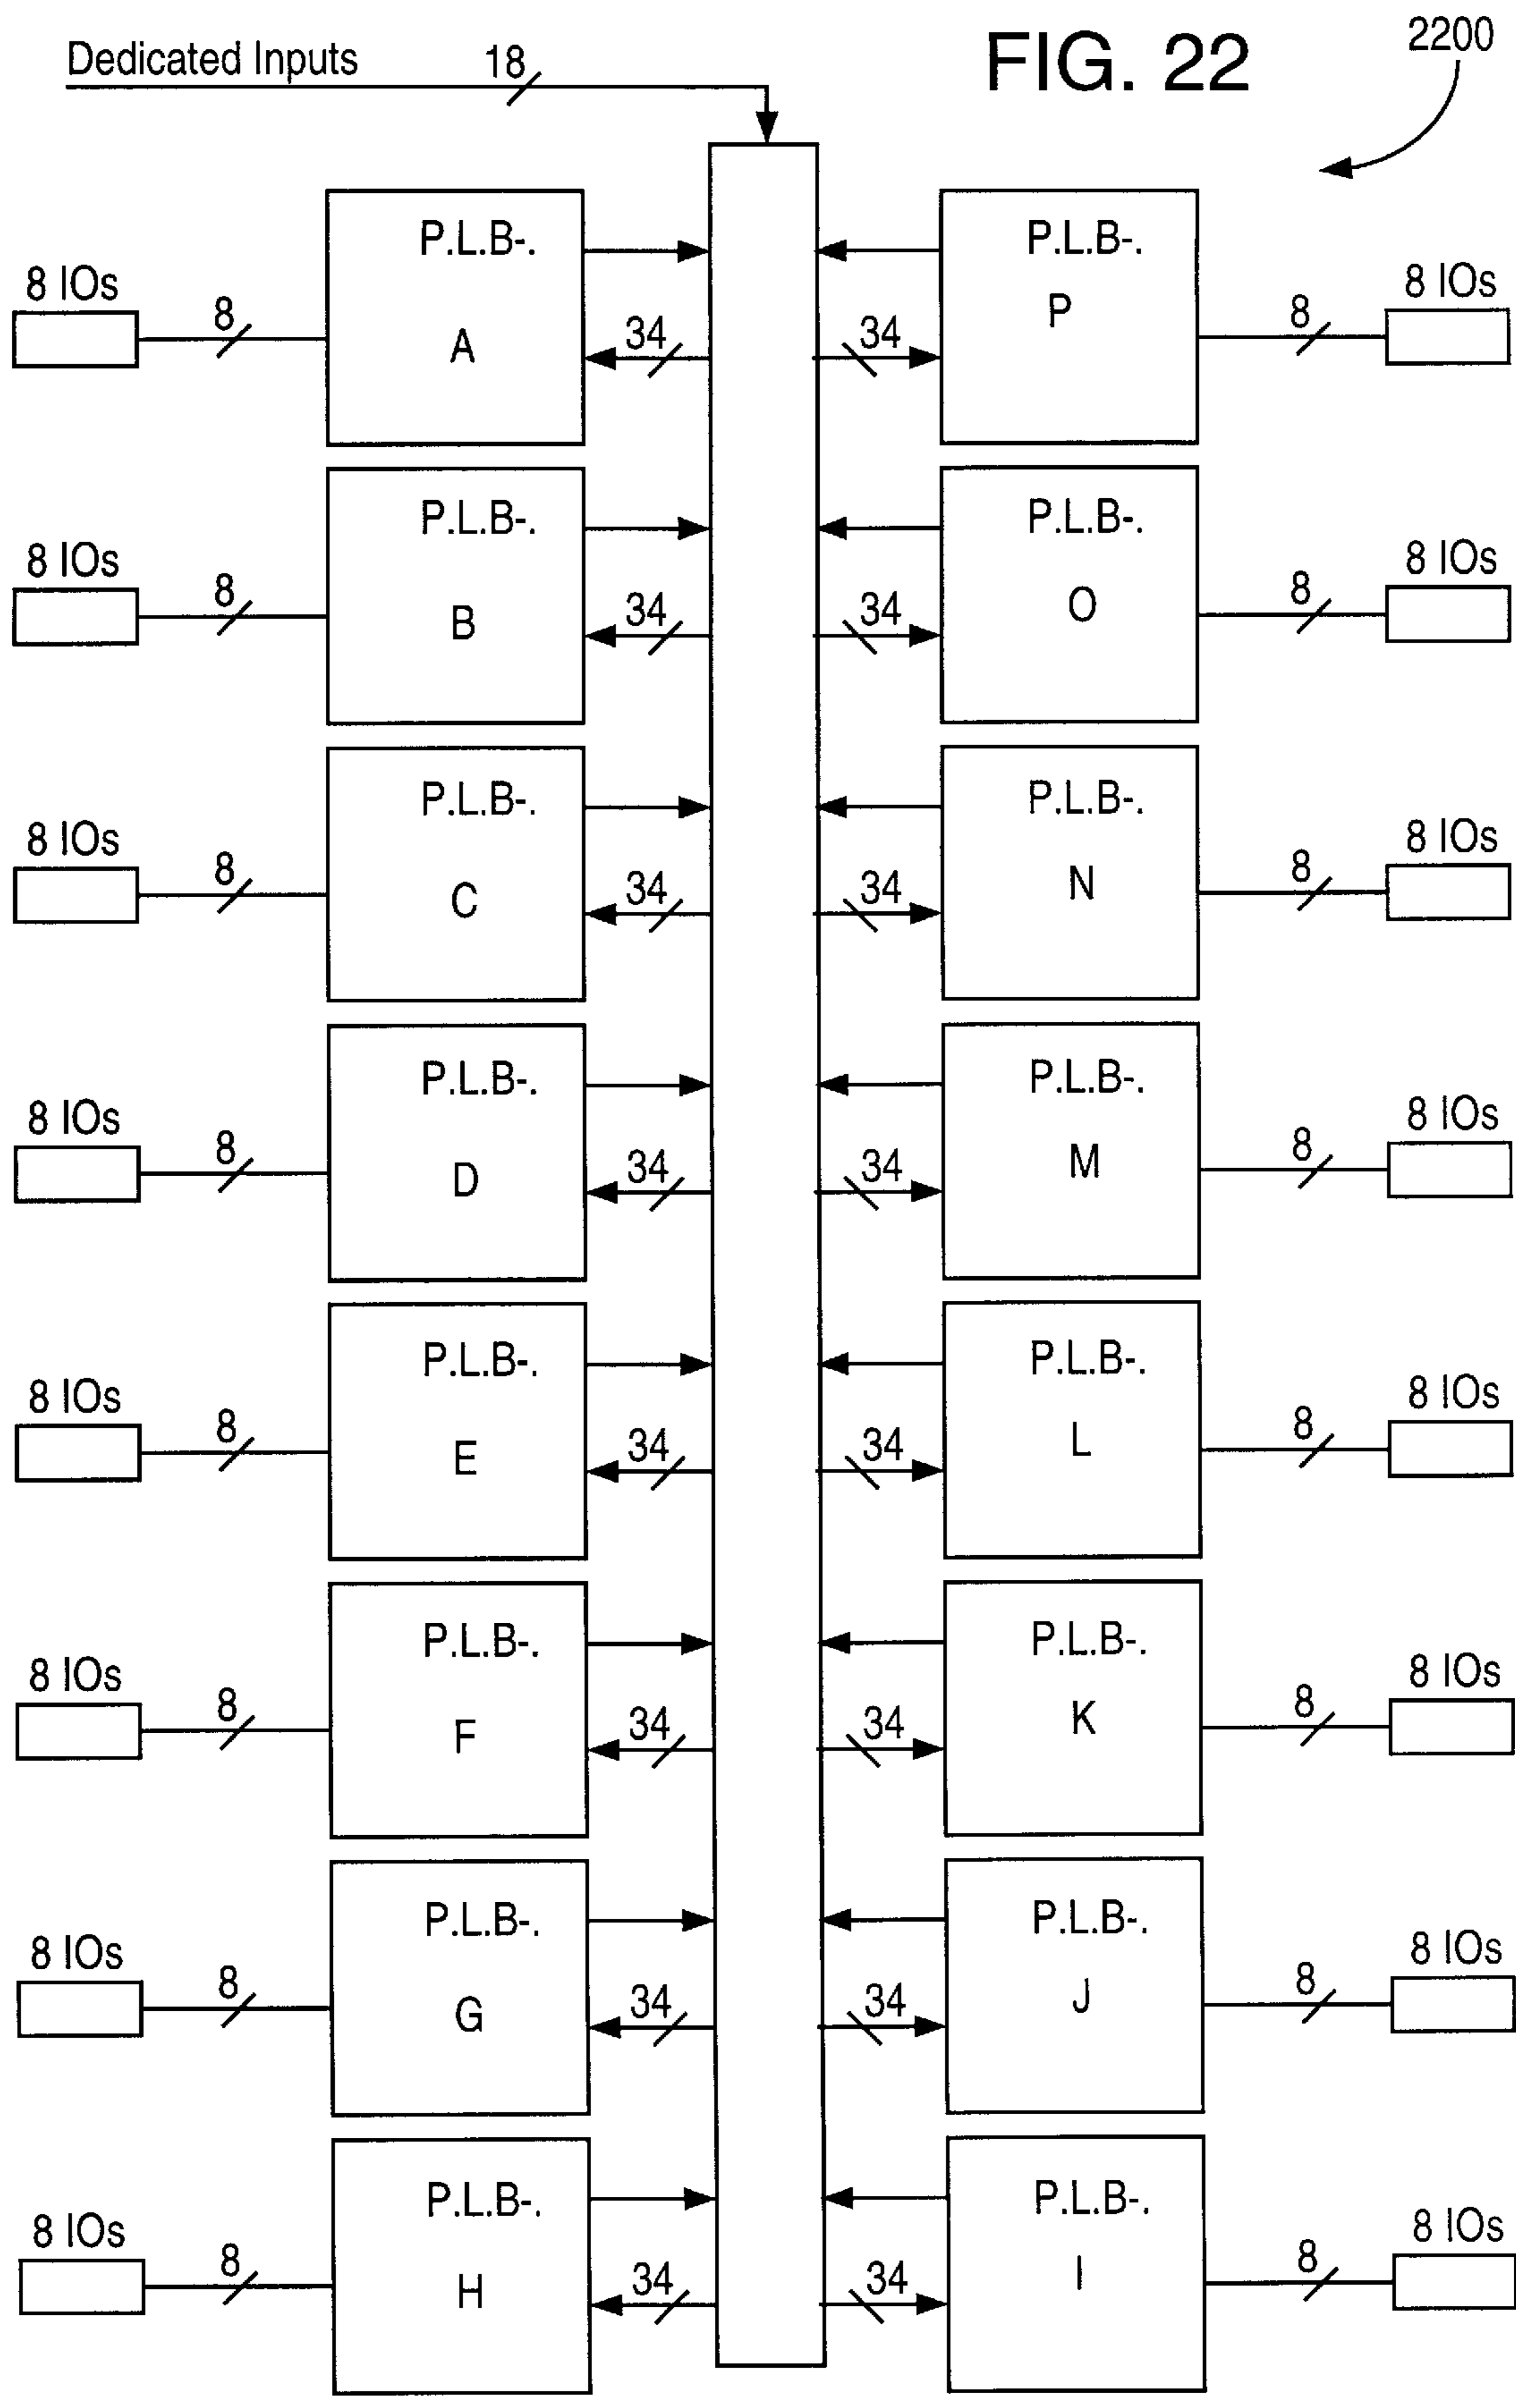 Dedicated Inputs 18
FIG. 22
2200
P.L.B-. P.L.B-.
8 IOs 8 A 34 34 P 8 8 IOs
P.L.B-. P.L.B-.
8 IOs 8 B 34 34 O 8 8 IOs
P.L.B-. P.L.B-.
8 IOs 8 C 34 34 N 8 8 IOs
P.L.B-. P.L.B-.
8 IOs 8 D 34 34 M 8 8 IOs
P.L.B-. P.L.B-.
8 IOs 8 E 34 34 L 8 8 IOs
P.L.B-. P.L.B-.
8 IOs 8 F 34 34 K 8 8 IOs
P.L.B-. P.L.B-.
8 IOs 8 G 34 34 J 8 8 IOs
P.L.B-. P.L.B-.
8 IOs 8 H 34 34 I 8 8 IOs